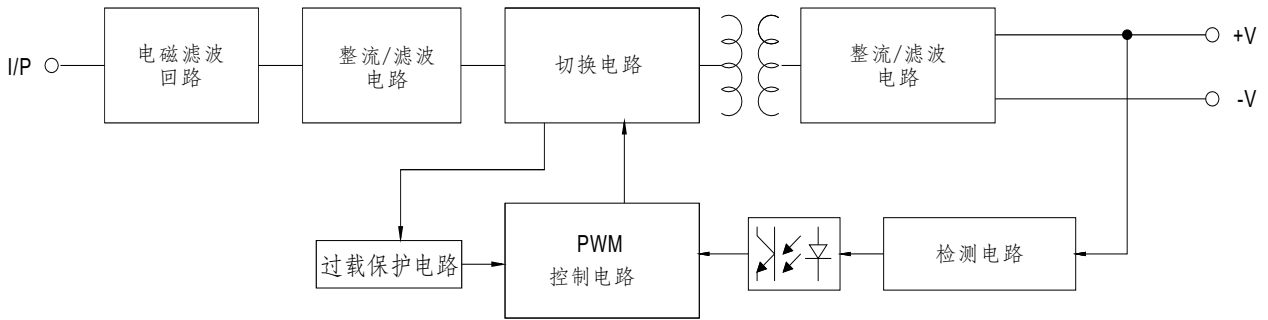 I/P
电磁滤波
回路
整流/滤波
电路
切换电路
整流/滤波
电路
+V
-V
过载保护电路
PWM
控制电路
检测电路